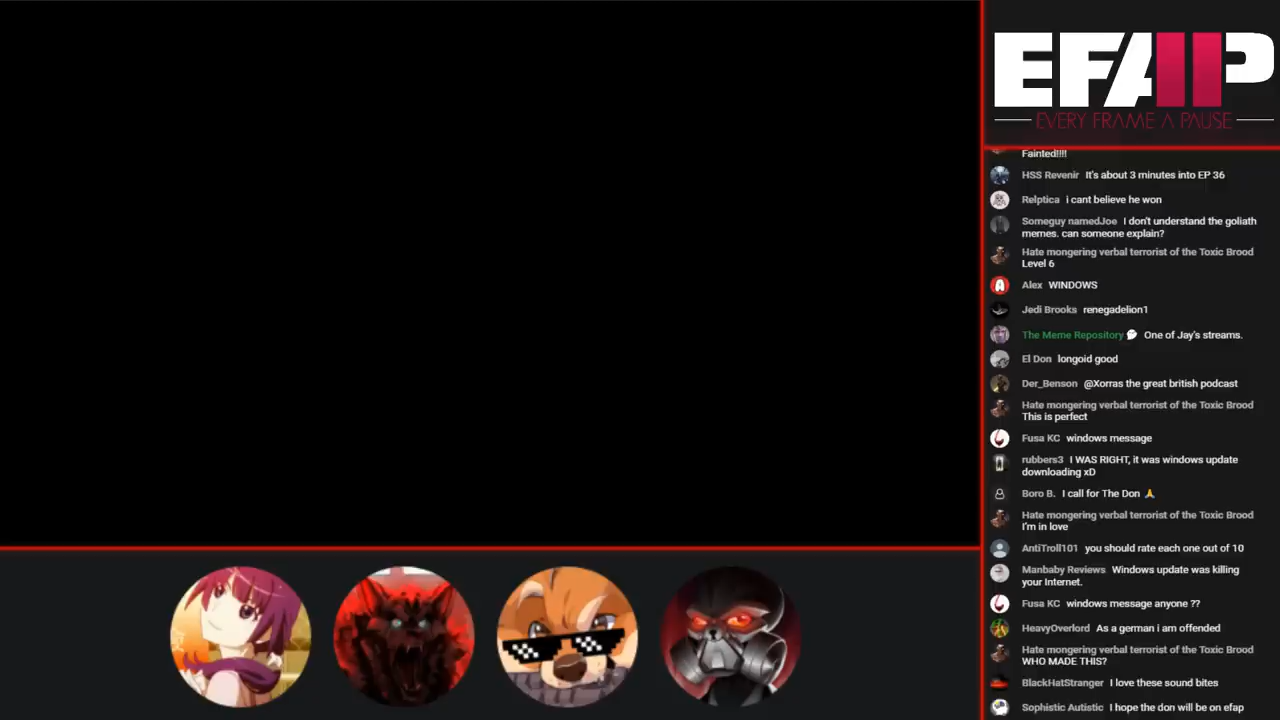 EFAP
EVERY FRAME A PAUSE
Fainted!!!!
HSS Revenir It's about 3 minutes into EP 36
Relptica i cant believe he won
Someguy namedJoe I don't understand the goliath
memes. can someone explain?
Hate mongering verbal terrorist of the Toxic Brood
Level 6
Alex WINDOWS
Jedi Brooks renegadelion1
The Meme Repository One of Jay's streams.
El Don longoid good
Der_Benson @Xorras the great british podcast
Hate mongering verbal terrorist of the Toxic Brood
This is perfect
Fusa KC windows message
rubbers3 I WAS RIGHT, it was windows update
downloading xD
Boro B. I call for The Don 🙏
Hate mongering verbal terrorist of the Toxic Brood
I'm in love
AntiTroll101 you should rate each one out of 10
Manbaby Reviews Windows update was killing
your Internet.
Fusa KC windows message anyone ??
HeavyOverlord As a german i am offended
Hate mongering verbal terrorist of the Toxic Brood
WHO MADE THIS?
BlackHatStranger I love these sound bites
Sophistic Autistic I hope the don will be on efap